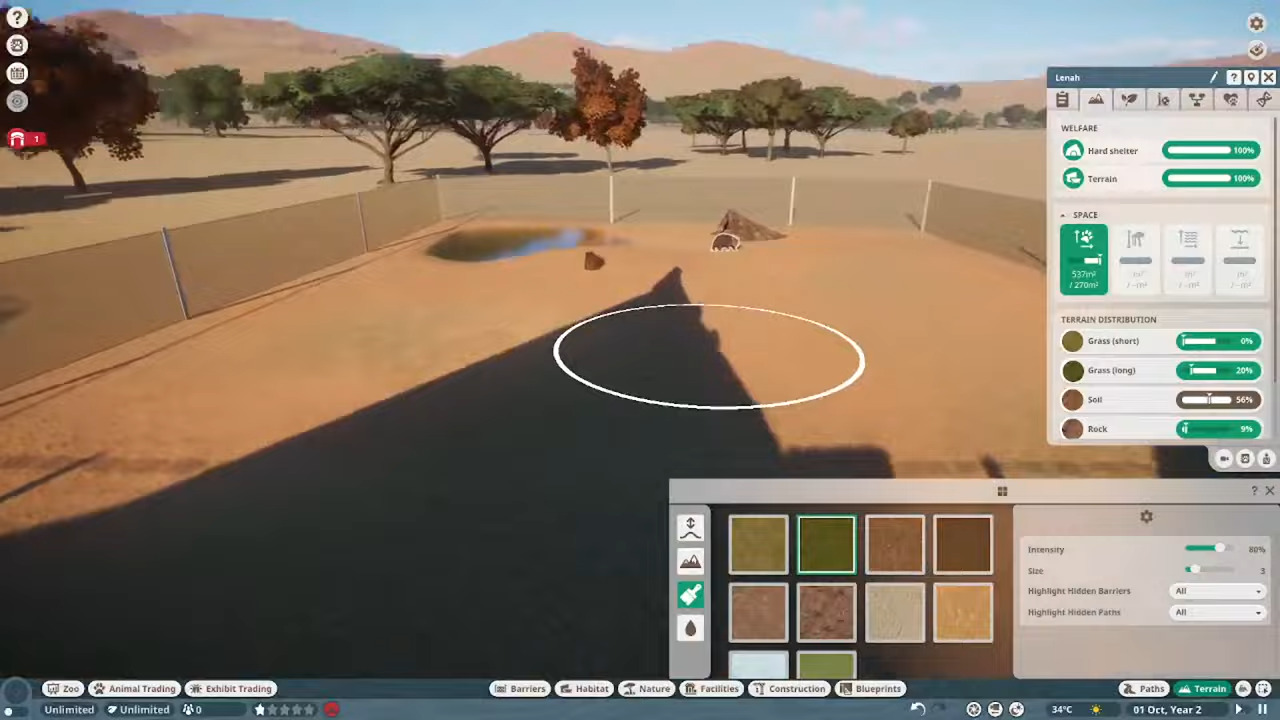 ?
1
Lenah
?
WELFARE
Hard shelter 100%
Terrain 100%
SPACE
537m²
/ 270m²
TERRAIN DISTRIBUTION
Grass (short) 0%
Grass (long) 20%
Soil 56%
Rock 9%
?
Intensity 80%
Size 3
Highlight Hidden Barriers All
Highlight Hidden Paths All
Zoo Animal Trading Exhibit Trading Barriers Habitat Nature Facilities Construction Blueprints Paths Terrain
Unlimited Unlimited 0 34°C 01 Oct, Year 2